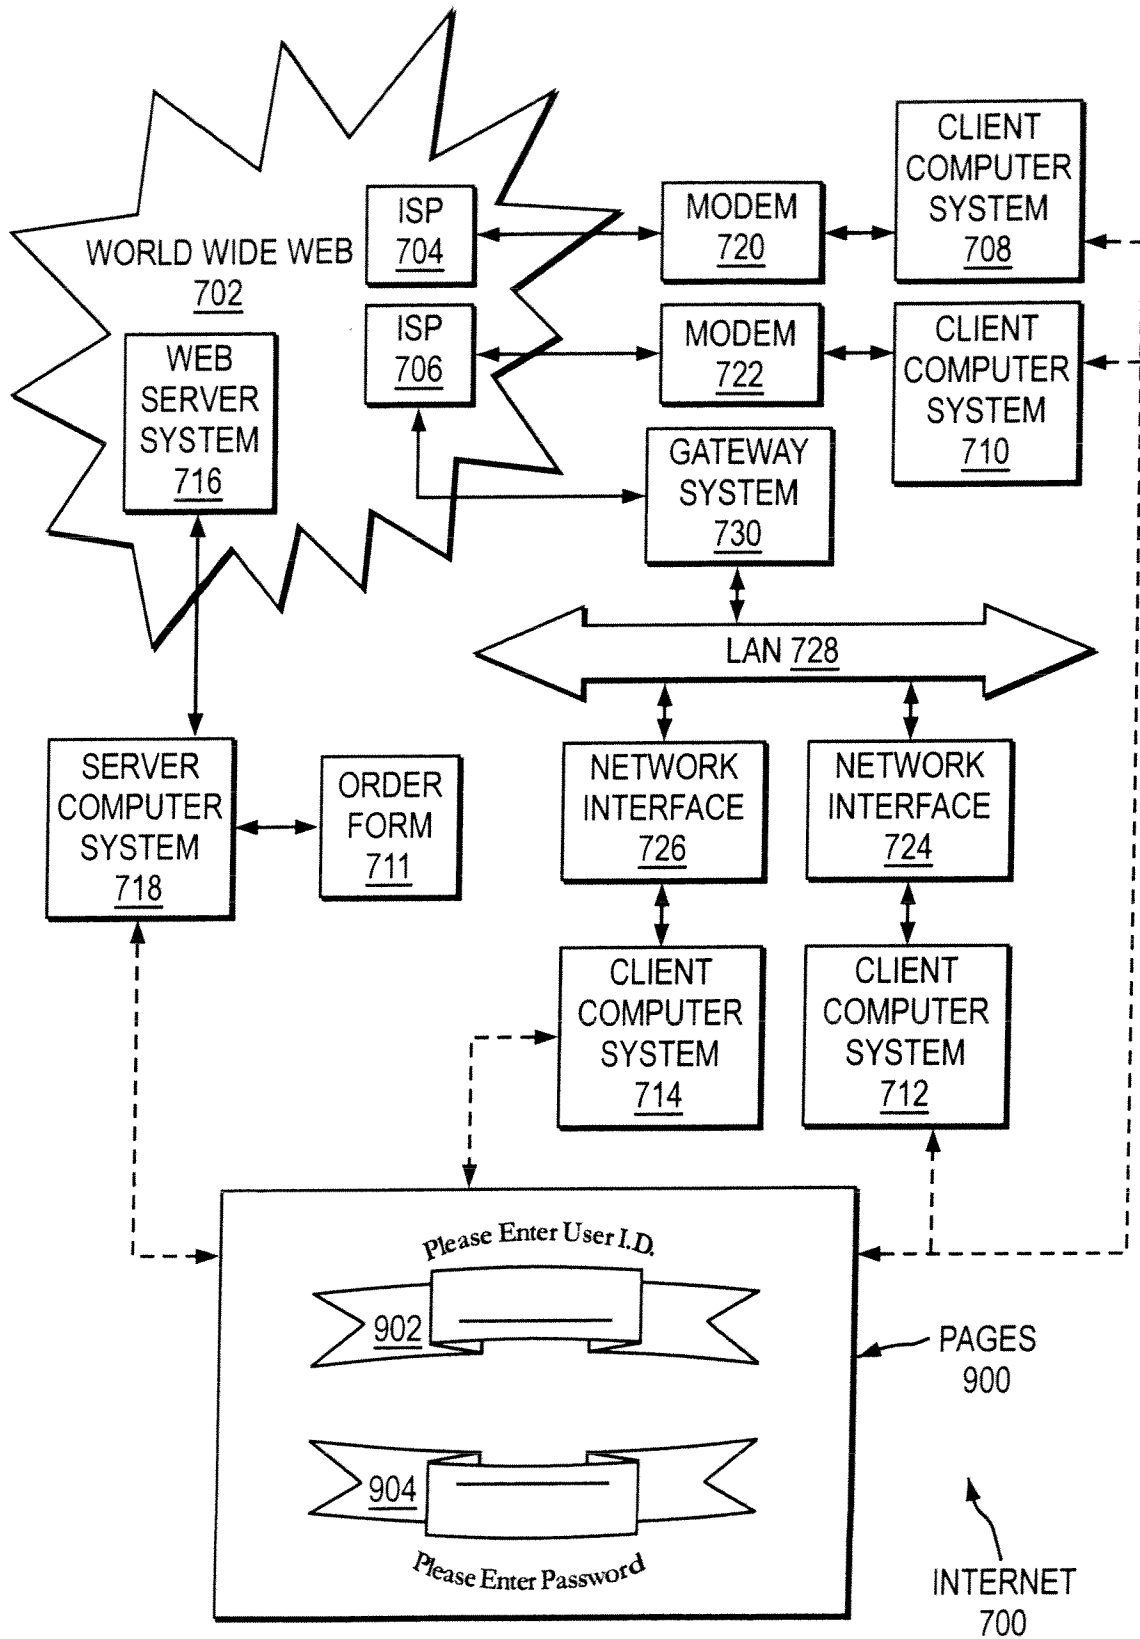 CLIENT
COMPUTER
SYSTEM
708
ISP
704
MODEM
720
WORLD WIDE WEB
702
ISP
706
MODEM
722
CLIENT
COMPUTER
SYSTEM
710
WEB
SERVER
SYSTEM
716
GATEWAY
SYSTEM
730
LAN 728
SERVER
COMPUTER
SYSTEM
718
ORDER
FORM
711
NETWORK
INTERFACE
726
NETWORK
INTERFACE
724
CLIENT
COMPUTER
SYSTEM
714
CLIENT
COMPUTER
SYSTEM
712
Please Enter User I.D.
902
PAGES
900
904
Please Enter Password
INTERNET
700